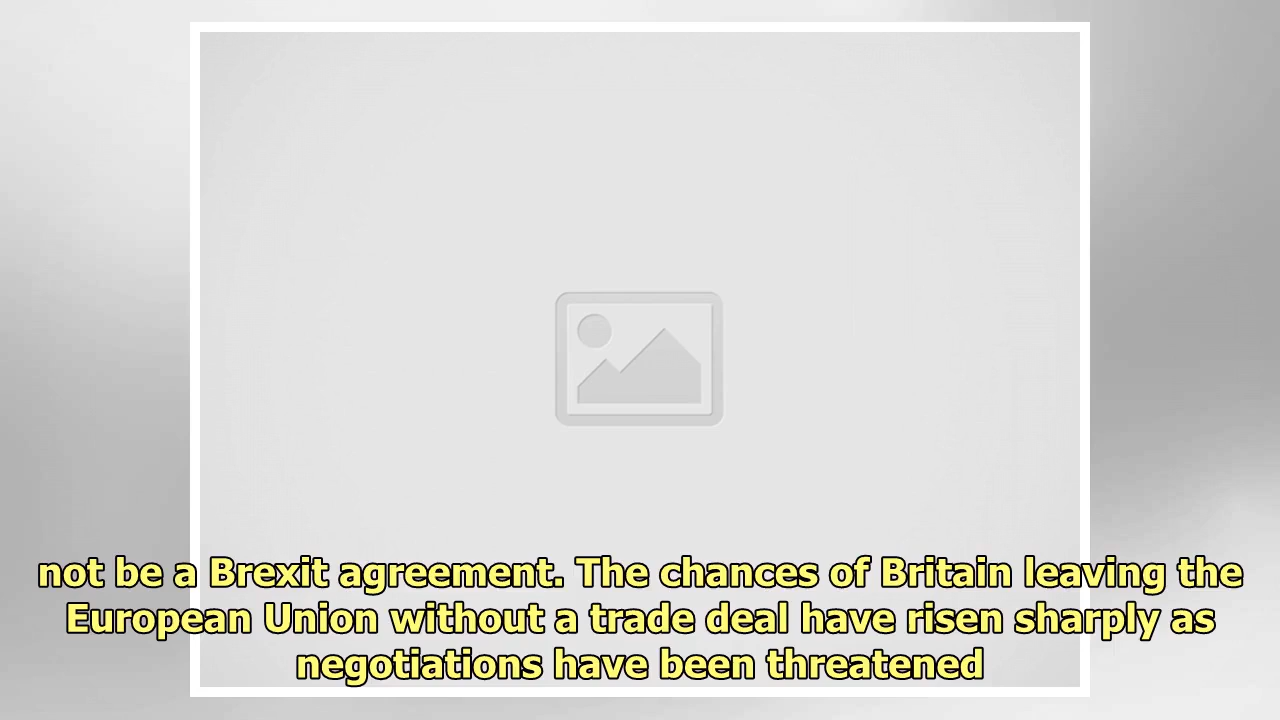 not be a Brexit agreement. The chances of Britain leaving the
European Union without a trade deal have risen sharply as
negotiations have been threatened